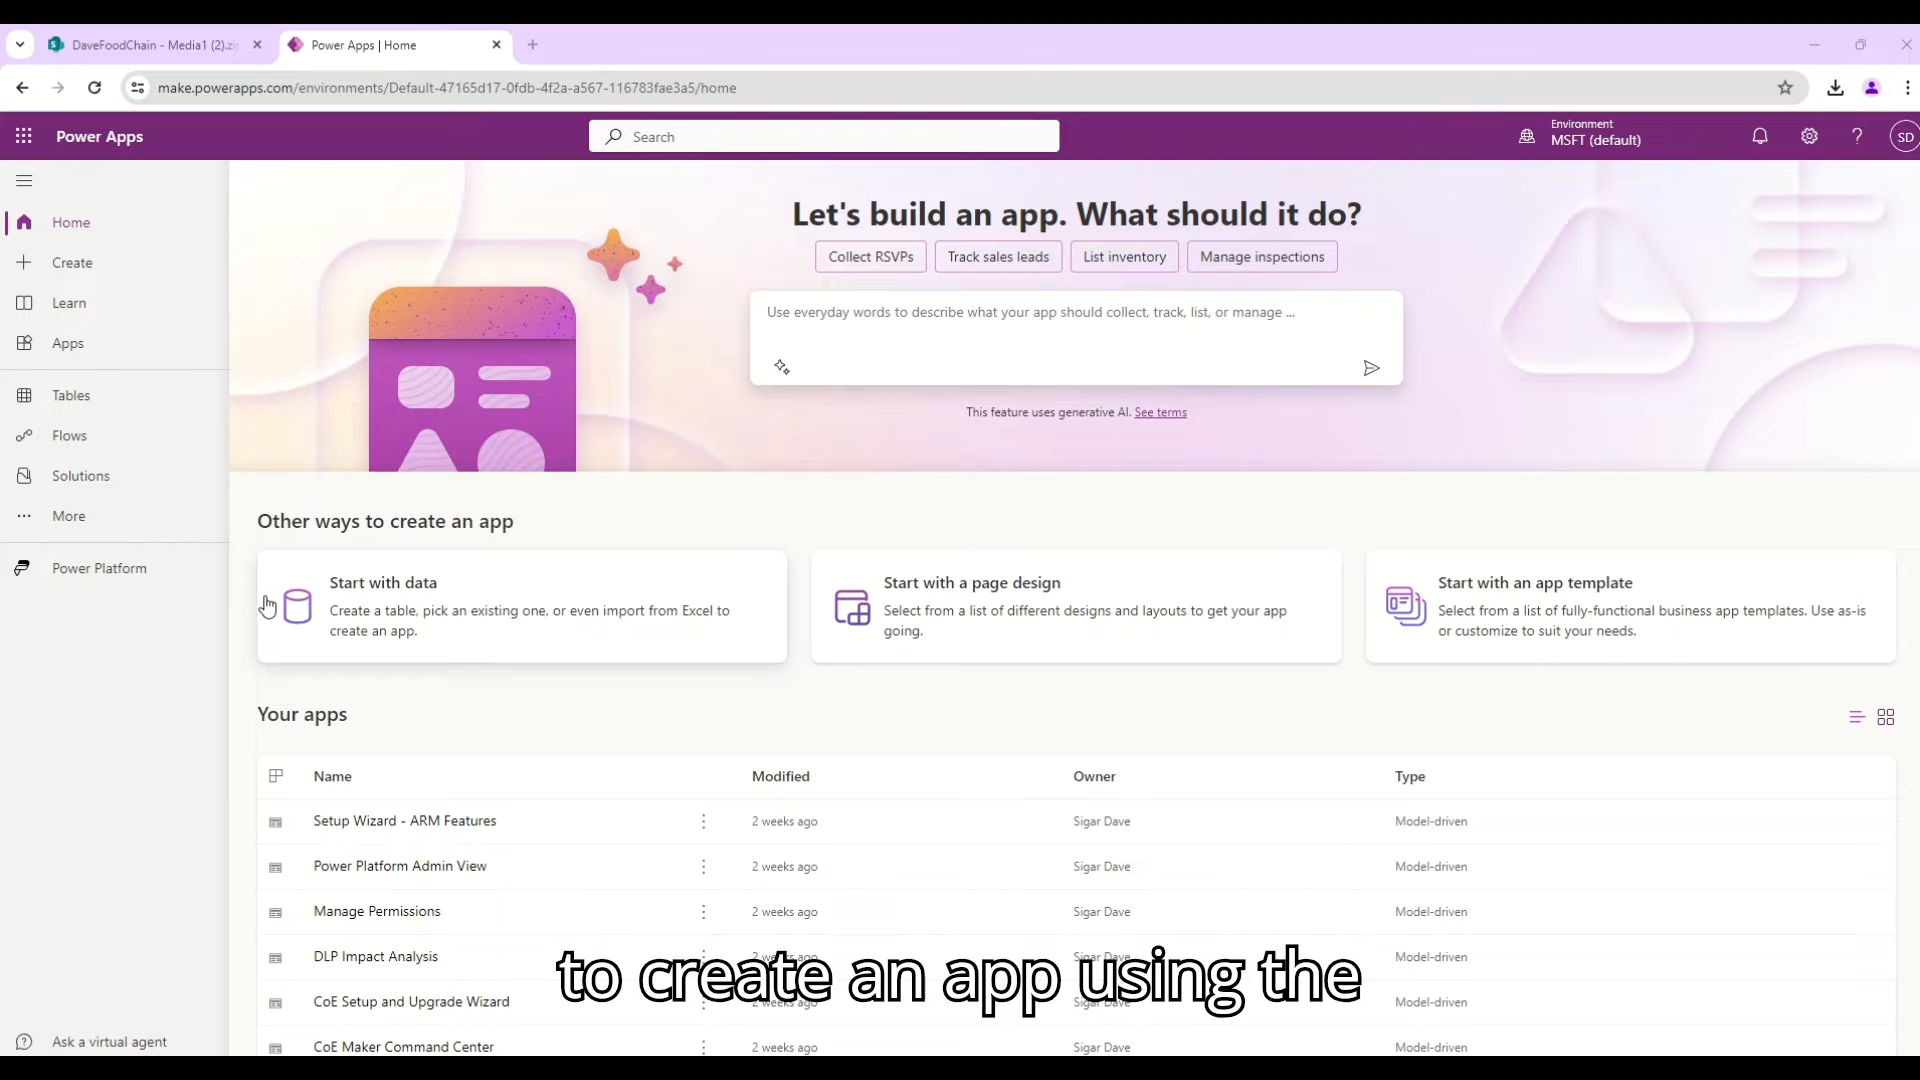 DaveFoodChain - Media1 (2).zi
Power Apps | Home
make.powerapps.com/environments/Default-47165d17-0fdb-4f2a-a567-116783fae3a5/home
Power Apps
Search
Environment
MSFT (default)
SD
Home
Create
Learn
Apps
Tables
Flows
Solutions
More
Power Platform
Ask a virtual agent
Let's build an app. What should it do?
Collect RSVPs
Track sales leads
List inventory
Manage inspections
Use everyday words to describe what your app should collect, track, list, or manage ...
This feature uses generative AI. See terms
Other ways to create an app
Start with data
Create a table, pick an existing one, or even import from Excel to
create an app.
Start with a page design
Select from a list of different designs and layouts to get your app
going.
Start with an app template
Select from a list of fully-functional business app templates. Use as-is
or customize to suit your needs.
Your apps
Name Modified Owner Type
Setup Wizard - ARM Features 2 weeks ago Sigar Dave Model-driven
Power Platform Admin View 2 weeks ago Sigar Dave Model-driven
Manage Permissions 2 weeks ago Sigar Dave Model-driven
DLP Impact Analysis 2 weeks ago Sigar Dave Model-driven
CoE Setup and Upgrade Wizard 2 weeks ago Sigar Dave Model-driven
CoE Maker Command Center 2 weeks ago Sigar Dave Model-driven
to create an app using the